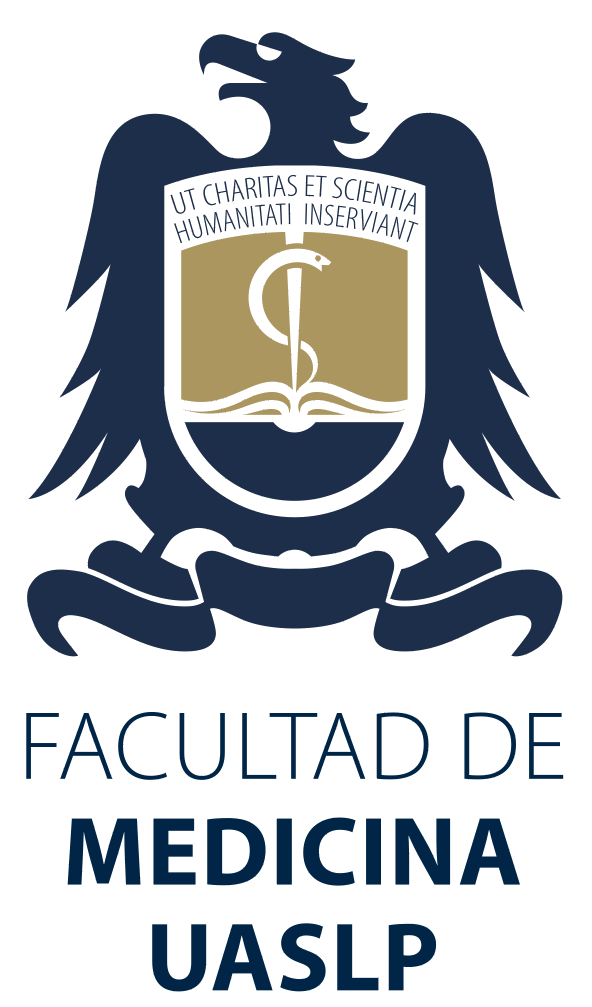 UT CHARITAS ET SCIENTIA
HUMANITATI INSERVIANT
FACULTAD DE
MEDICINA
UASLP